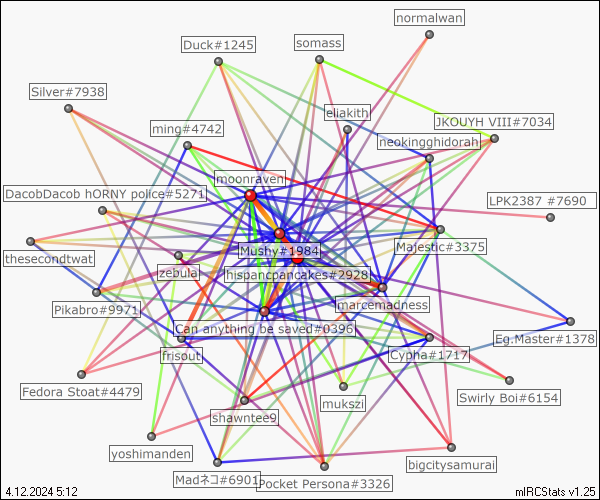 normalwan
Duck#1245
somass
Silver#7938
eliakith
JKOUYH VIII#7034
ming#4742
neokingghidorah
moonraven
DacobDacob hORNY police#5271
LPK2387 #7690
Mushy#1984
Majestic#3375
thesecondtwat
zebula
hispancpancakes#2928
Pikabro#9971
marcemadness
Can anything be saved#0396
Eg.Master#1378
frisout
Cypha#1717
Fedora Stoat#4479
Swirly Boi#6154
mukszi
shawntee9
yoshimanden
bigcitysamurai
Madネコ#6901
Pocket Persona#3326
4.12.2024 5:12
mIRCStats v1.25